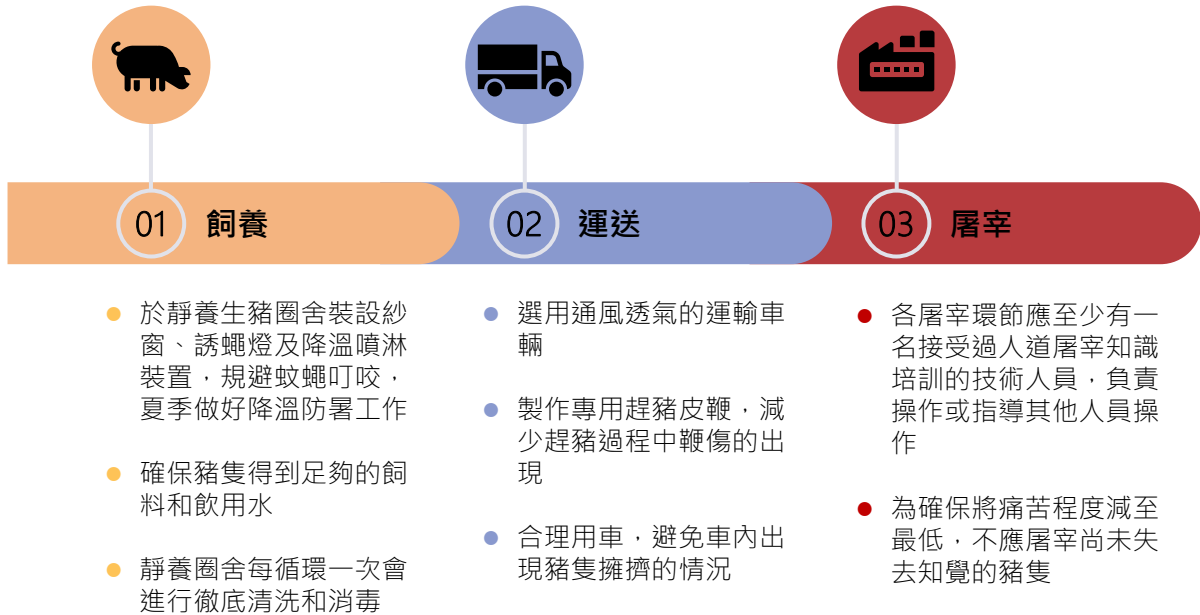 01 飼養
02 運送
03 屠宰
於靜養生豬圈舍裝設紗
窗、誘蠅燈及降溫噴淋
裝置，規避蚊蠅叮咬，
夏季做好降溫防暑工作
確保豬隻得到足夠的飼
料和飲用水
靜養圈舍每循環一次會
進行徹底清洗和消毒
選用通風透氣的運輸車
輛
製作專用趕豬皮鞭，減
少趕豬過程中鞭傷的出
現
合理用車，避免車內出
現豬隻擁擠的情況
各屠宰環節應至少有一
名接受過人道屠宰知識
培訓的技術人員，負責
操作或指導其他人員操
作
為確保將痛苦程度減至
最低，不應屠宰尚未失
去知覺的豬隻